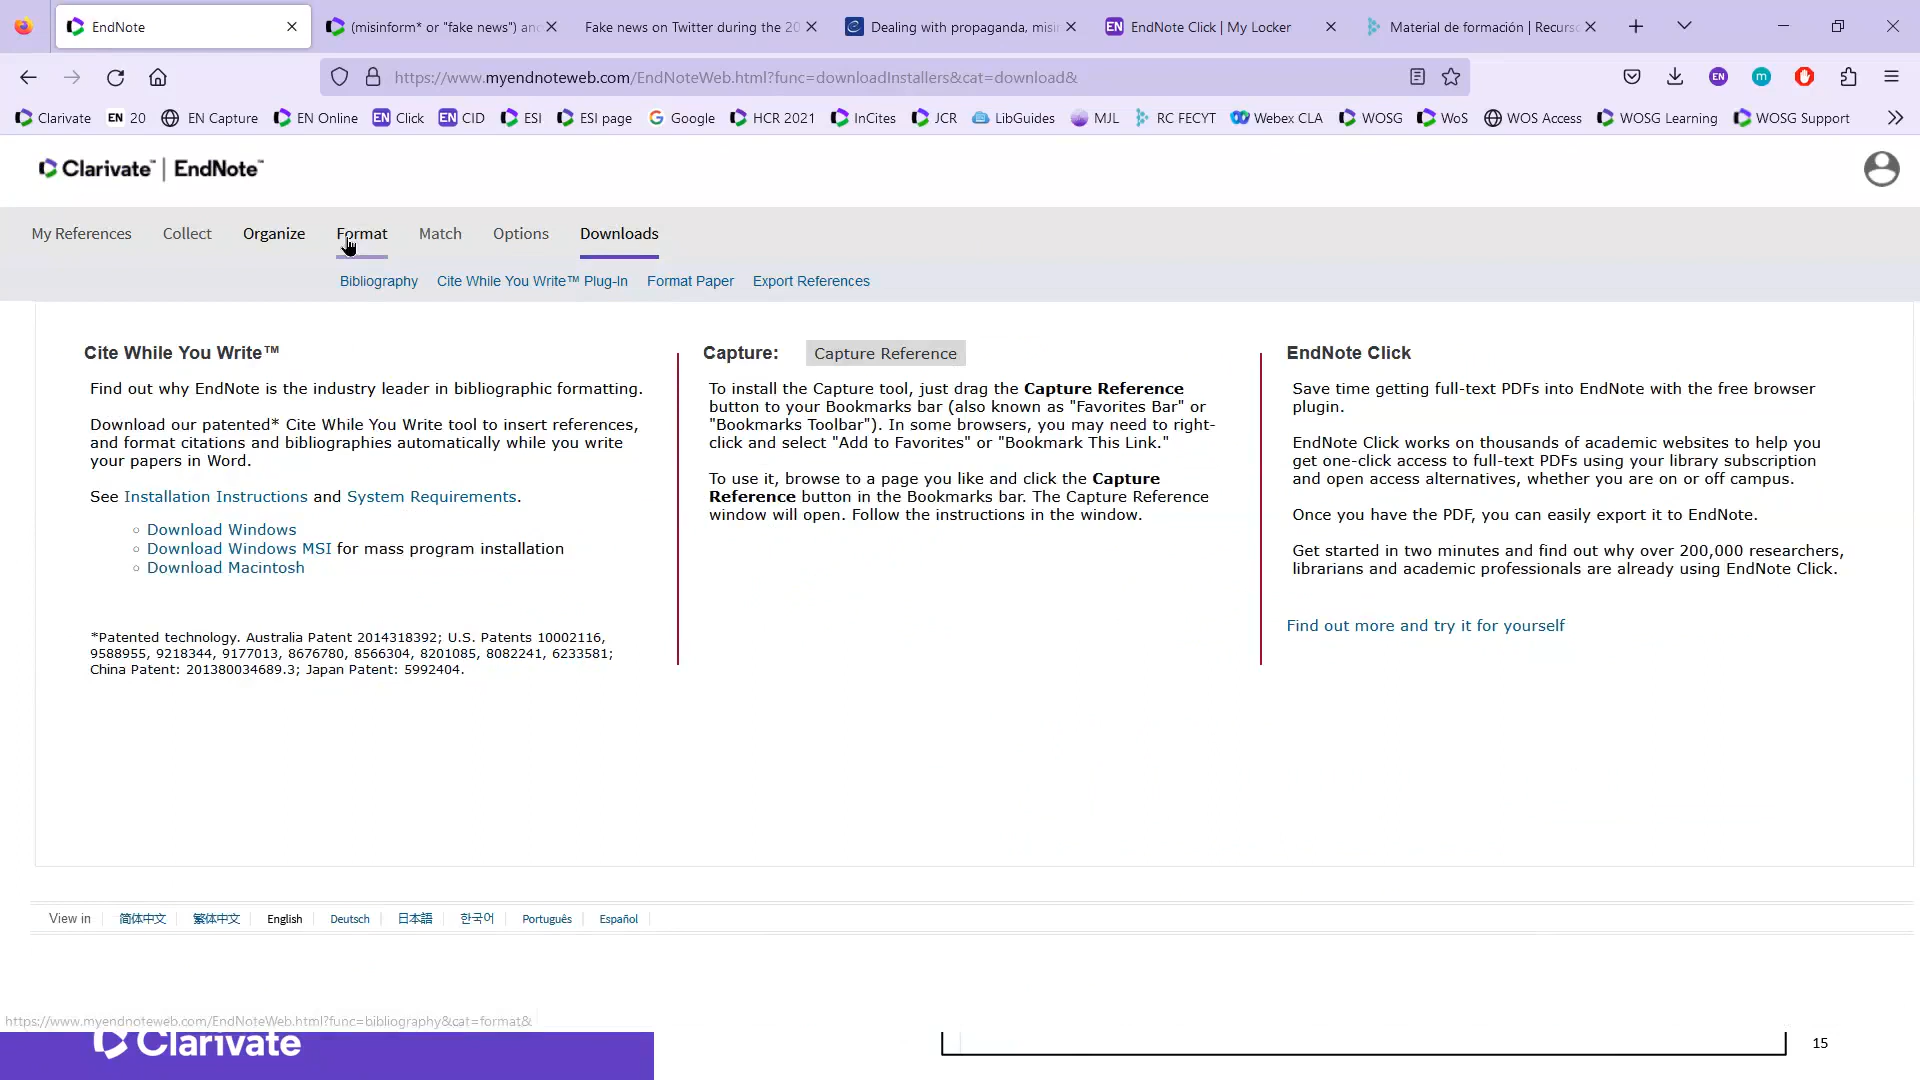 EndNote
(misinform* or "fake news") and
Fake news on Twitter during the 20
Dealing with propaganda, misi
EndNote Click | My Locker
Material de formación | Recurs
https://www.myendnoteweb.com/EndNoteWeb.html?func=downloadInstallers&cat=download&
EN
m
Clarivate
EN 20
EN Capture
EN Online
EN Click
EN CID
ESI
ESI page
Google
HCR 2021
InCites
JCR
LibGuides
MJL
RC FECYT
Webex CLA
WOSG
WoS
WOS Access
WOSG Learning
WOSG Support
Clarivate™ | EndNote™
My References
Collect
Organize
Format
Match
Options
Downloads
Bibliography
Cite While You Write™ Plug-In
Format Paper
Export References
Cite While You Write™
Find out why EndNote is the industry leader in bibliographic formatting.
Download our patented* Cite While You Write tool to insert references,
and format citations and bibliographies automatically while you write
your papers in Word.
See Installation Instructions and System Requirements.
Download Windows
Download Windows MSI for mass program installation
Download Macintosh
*Patented technology. Australia Patent 2014318392; U.S. Patents 10002116,
9588955, 9218344, 9177013, 8676780, 8566304, 8201085, 8082241, 6233581;
China Patent: 201380034689.3; Japan Patent: 5992404.
Capture:
Capture Reference
To install the Capture tool, just drag the Capture Reference
button to your Bookmarks bar (also known as "Favorites Bar" or
"Bookmarks Toolbar"). In some browsers, you may need to right-
click and select "Add to Favorites" or "Bookmark This Link."
To use it, browse to a page you like and click the Capture
Reference button in the Bookmarks bar. The Capture Reference
window will open. Follow the instructions in the window.
EndNote Click
Save time getting full-text PDFs into EndNote with the free browser
plugin.
EndNote Click works on thousands of academic websites to help you
get one-click access to full-text PDFs using your library subscription
and open access alternatives, whether you are on or off campus.
Once you have the PDF, you can easily export it to EndNote.
Get started in two minutes and find out why over 200,000 researchers,
librarians and academic professionals are already using EndNote Click.
Find out more and try it for yourself
View in
简体中文
繁体中文
English
Deutsch
日本語
한국어
Português
Español
https://www.myendnoteweb.com/EndNoteWeb.html?func=bibliography&cat=format&
Clarivate
15